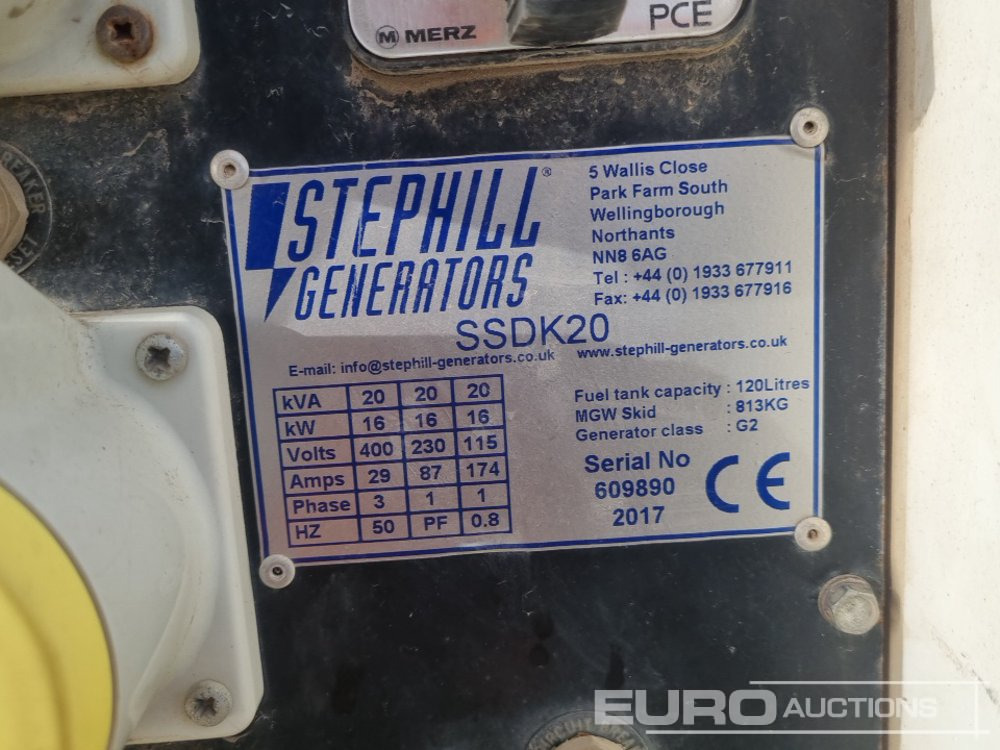 MERZ
PCE
STEPHILL®
GENERATORS
5 Wallis Close
Park Farm South
Wellingborough
Northants
NN8 6AG
Tel : +44 (0) 1933 677911
Fax: +44 (0) 1933 677916
SSDK20
E-mail: info@stephill-generators.co.uk www.stephill-generators.co.uk
kVA 20 20 20
kW 16 16 16
Volts 400 230 115
Amps 29 87 174
Phase 3 1 1
HZ 50 PF 0.8
Fuel tank capacity : 120Litres
MGW Skid : 813KG
Generator class : G2
Serial No
609890
2017
CE
EURO AUCTIONS